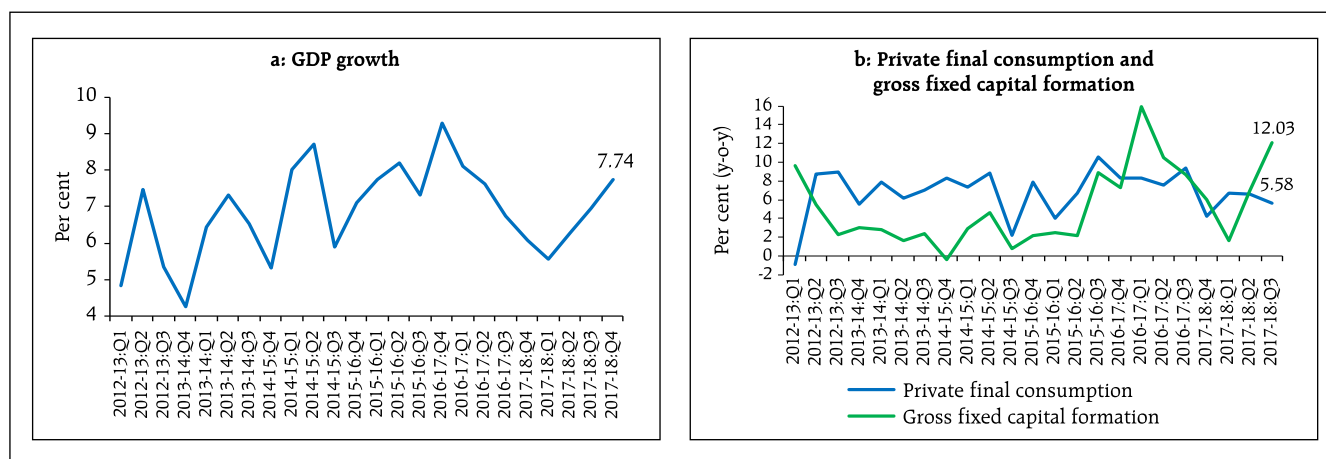 a: GDP growth
Per cent
10
9
8
7
6
5
4
7.74
2012-13:Q1
2012-13:Q2
2012-13:Q3
2013-14:Q4
2013-14:Q1
2013-14:Q2
2013-14:Q3
2014-15:Q4
2014-15:Q1
2014-15:Q2
2014-15:Q3
2015-16:Q4
2015-16:Q1
2015-16:Q2
2015-16:Q3
2016-17:Q4
2016-17:Q1
2016-17:Q2
2016-17:Q3
2017-18:Q4
2017-18:Q1
2017-18:Q2
2017-18:Q3
2017-18:Q4
b: Private final consumption and
gross fixed capital formation
Per cent (y-o-y)
16
14
12
10
8
6
4
2
0
-2
12.03
5.58
2012-13:Q1
2012-13:Q2
2012-13:Q3
2013-14:Q4
2013-14:Q1
2013-14:Q2
2013-14:Q3
2014-15:Q4
2014-15:Q1
2014-15:Q2
2014-15:Q3
2015-16:Q4
2015-16:Q1
2015-16:Q2
2015-16:Q3
2016-17:Q4
2016-17:Q1
2016-17:Q2
2016-17:Q3
2017-18:Q4
2017-18:Q1
2017-18:Q2
2017-18:Q3
Private final consumption
Gross fixed capital formation